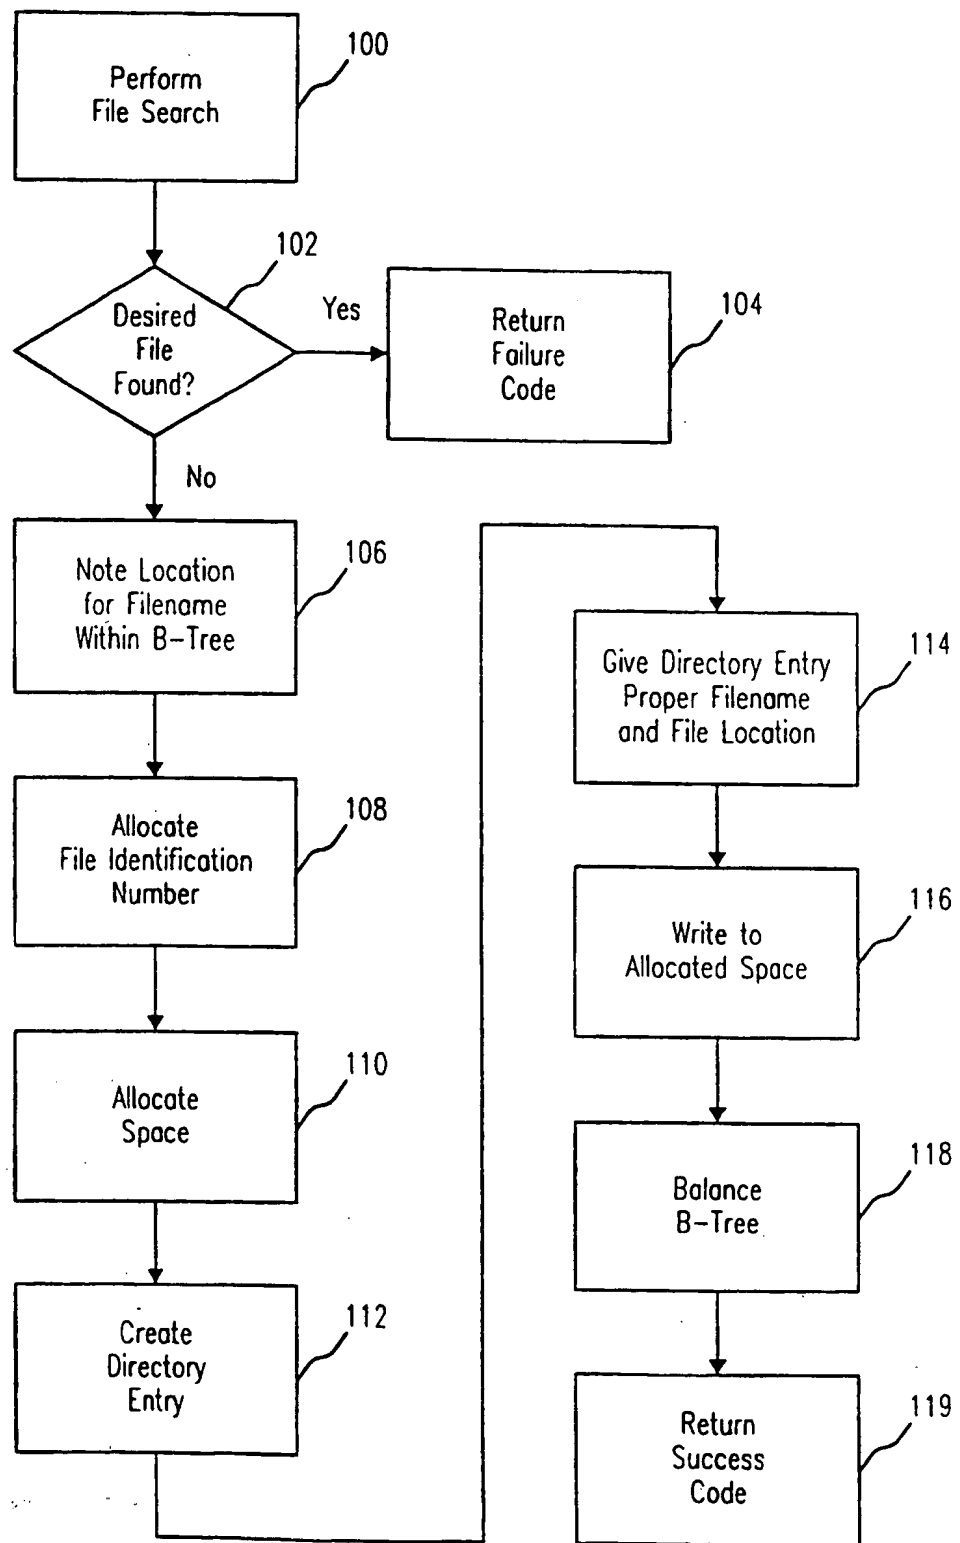 Perform
File Search
100
Desired
File
Found?
102
Yes
Return
Failure
Code
104
No
Note Location
for Filename
Within B-Tree
106
Allocate
File Identification
Number
108
Allocate
Space
110
Create
Directory
Entry
112
Give Directory Entry
Proper Filename
and File Location
114
Write to
Allocated Space
116
Balance
B-Tree
118
Return
Success
Code
119